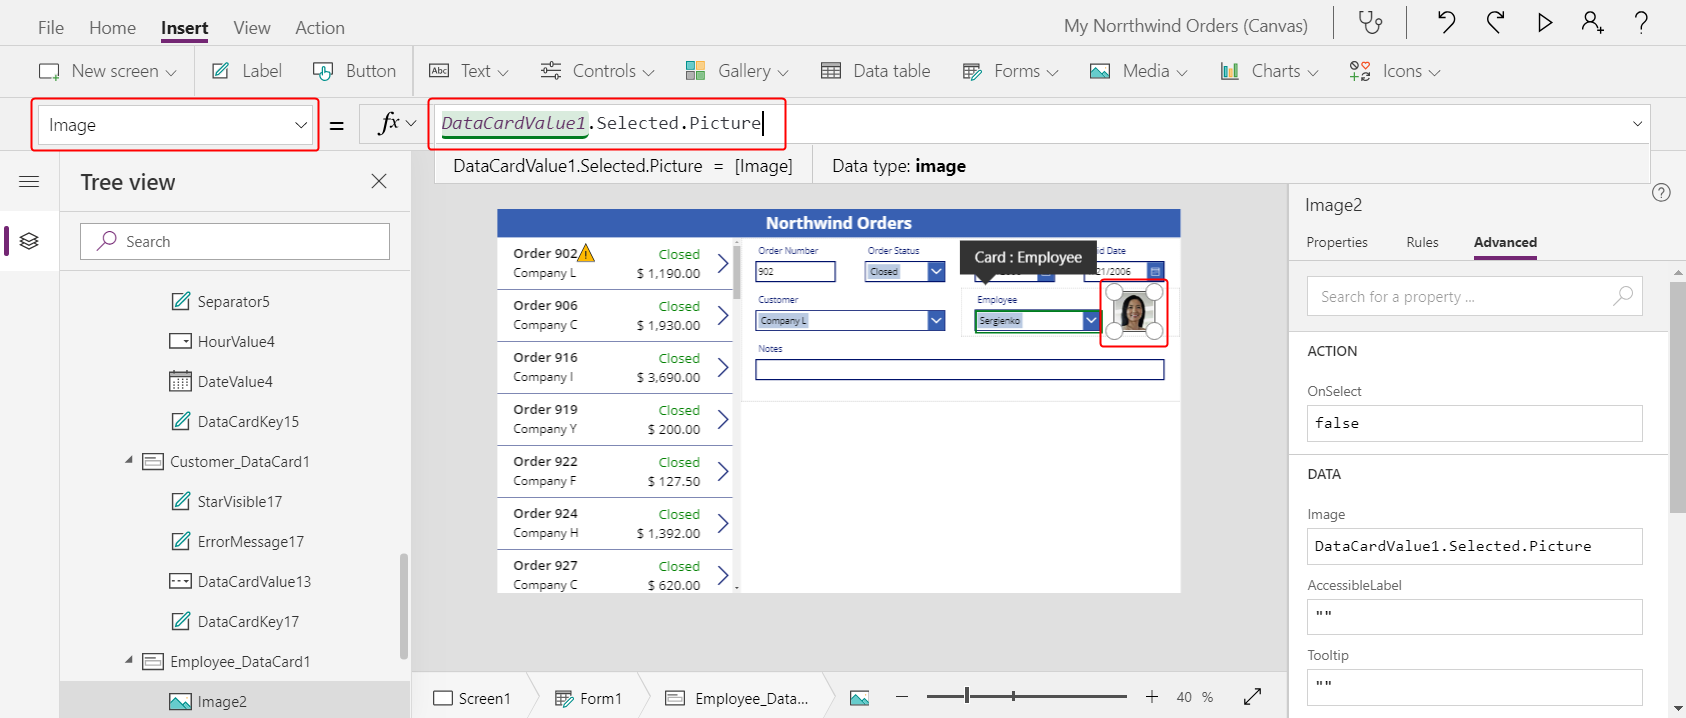 File Home Insert View Action My Norrthwind Orders (Canvas) ?
New screen Label Button Abc Text Controls Gallery Data table Forms Media Charts Icons
Image = fx DataCardValue1.Selected.Picture
DataCardValue1.Selected.Picture = [Image] Data type: image
Tree view
Search
Separator5
HourValue4
DateValue4
DataCardKey15
Customer_DataCard1
StarVisible17
ErrorMessage17
DataCardValue13
DataCardKey17
Employee_DataCard1
Image2
Northwind Orders
Order 902 Closed
Company L $ 1,190.00
Order 906 Closed
Company C $ 1,930.00
Order 916 Closed
Company I $ 3,690.00
Order 919 Closed
Company Y $ 200.00
Order 922 Closed
Company F $ 127.50
Order 924 Closed
Company H $ 1,392.00
Order 927 Closed
Company C $ 620.00
Order Number Order Status id Date
902 Closed 21/2006
Card : Employee
Customer Employee
Company L Sergienko
Notes
Screen1 Form1 Employee_Data... 40 %
Image2
Properties Rules Advanced
Search for a property ...
ACTION
OnSelect
false
DATA
Image
DataCardValue1.Selected.Picture
AccessibleLabel
""
Tooltip
""